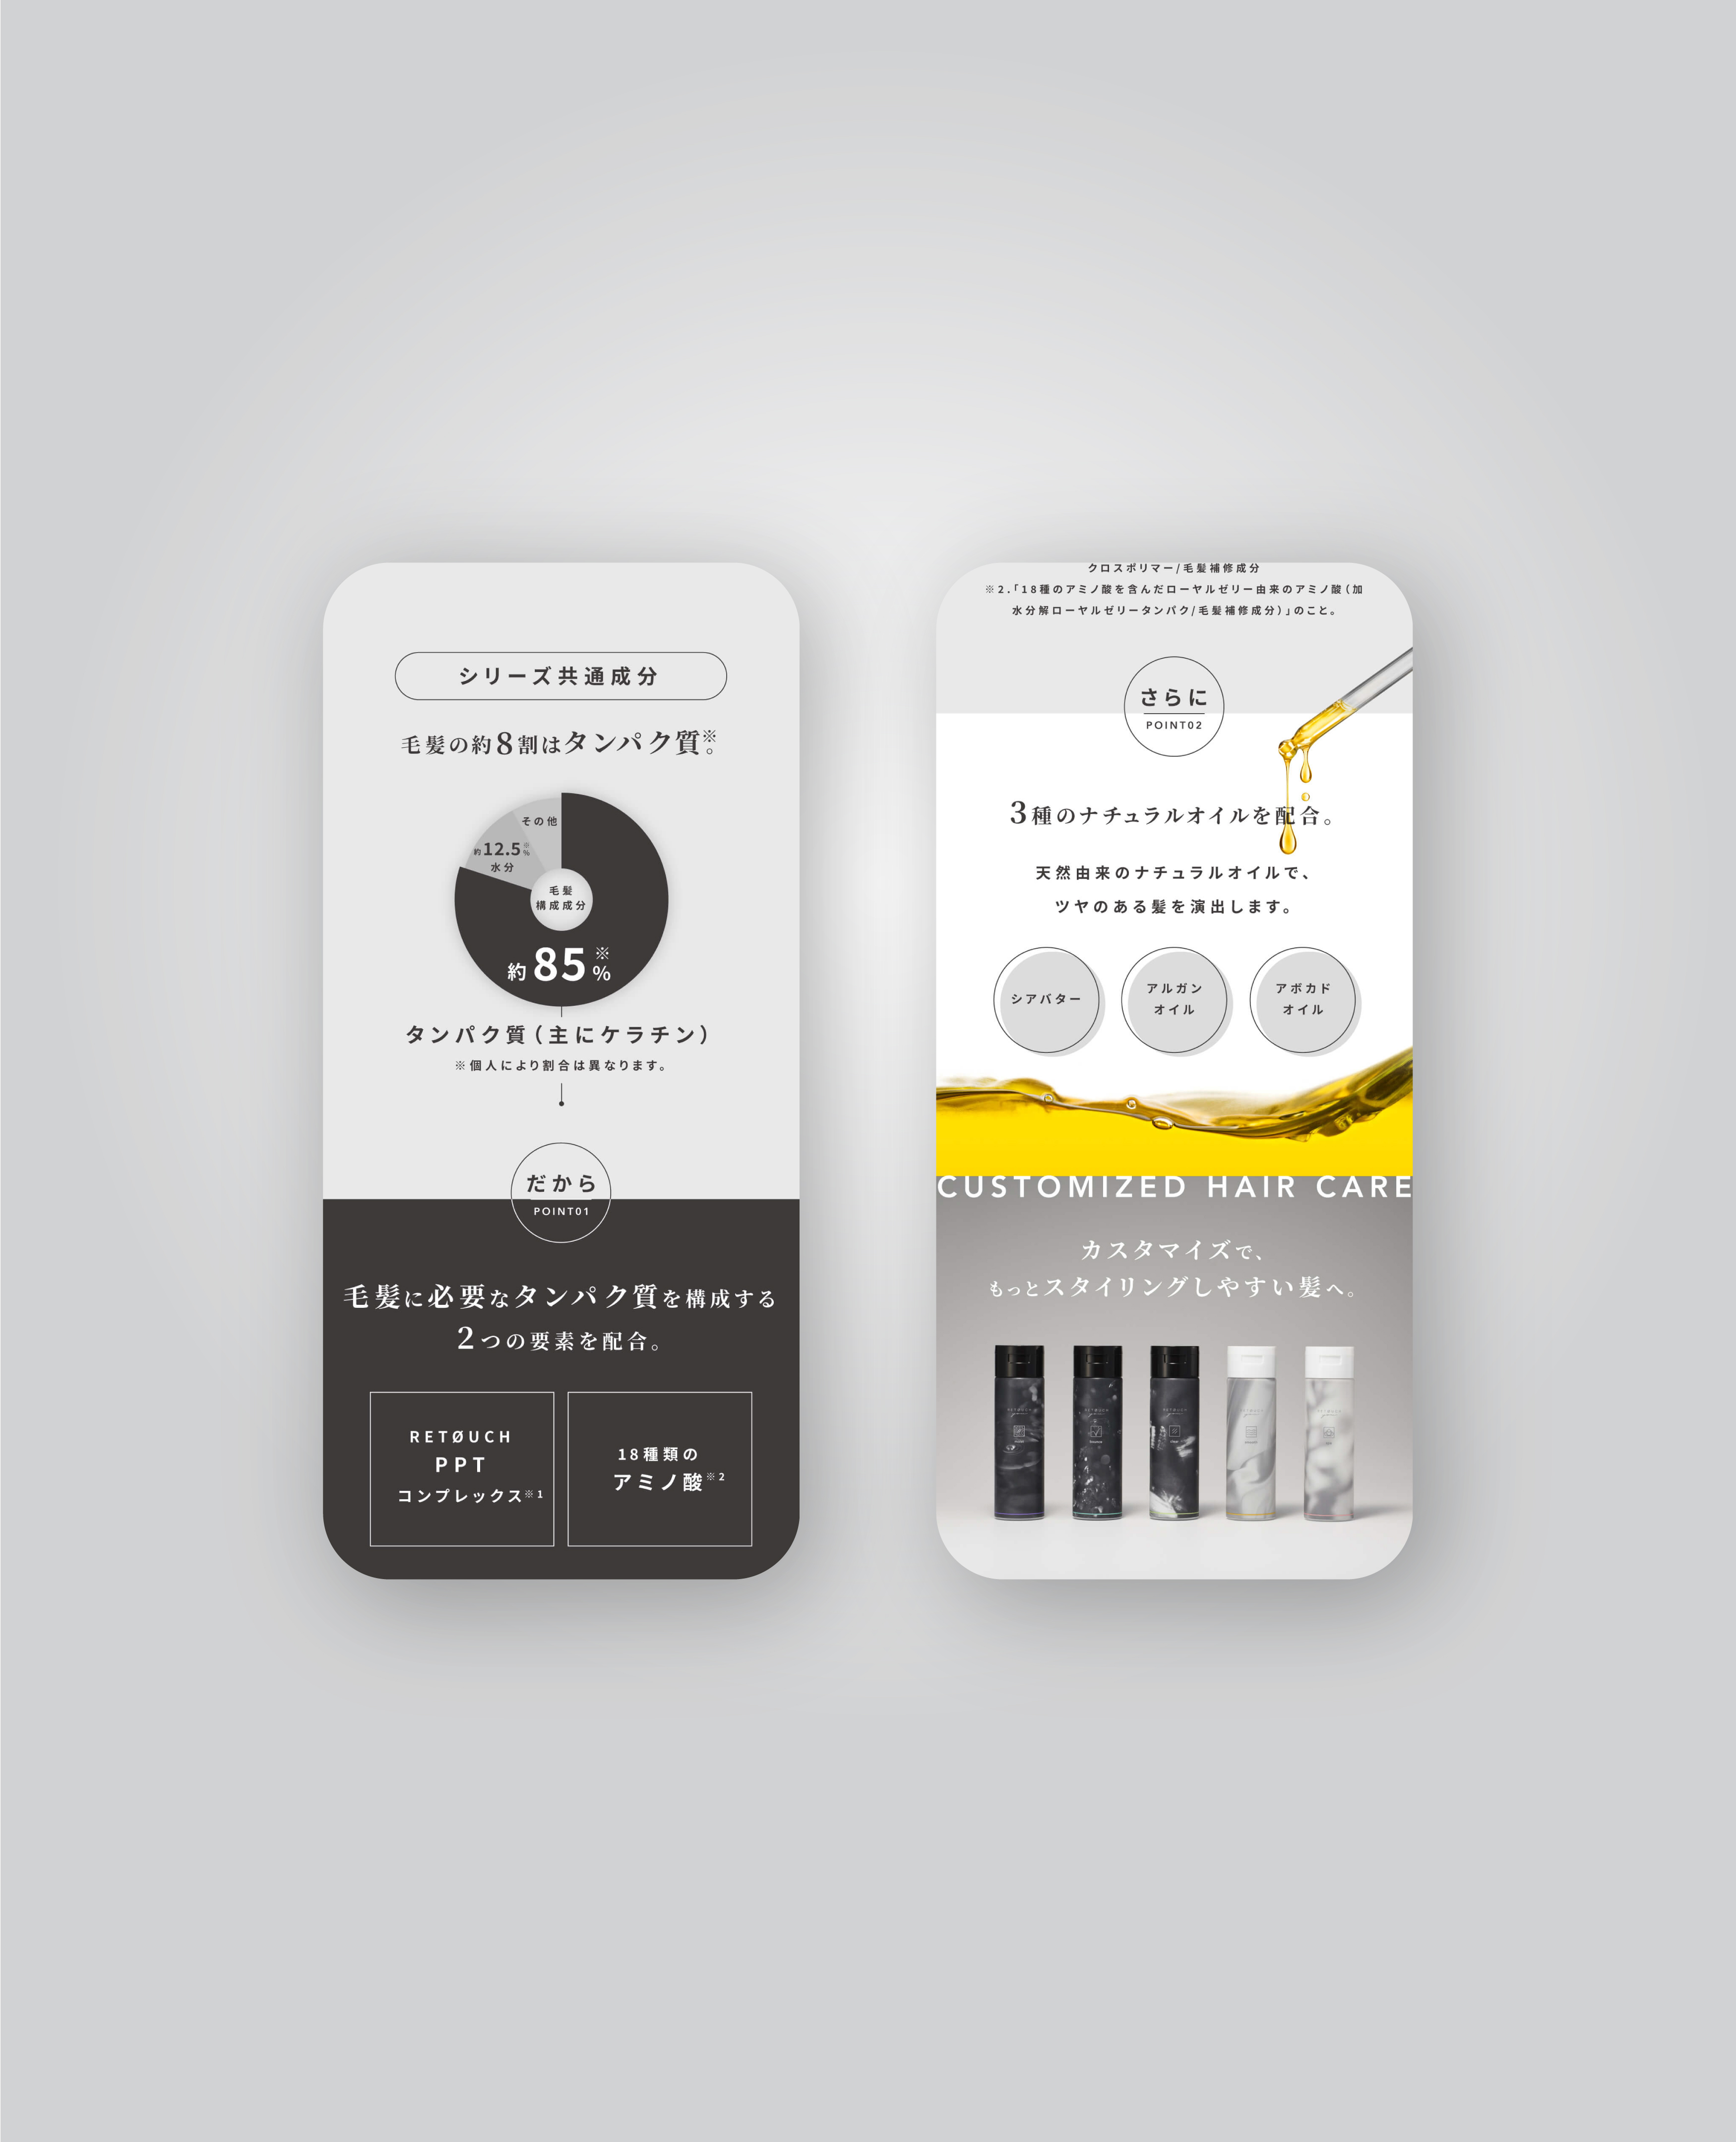 シリーズ共通成分
毛髪の約8割はタンパク質※。
その他
約12.5※%
水分
毛髪
構成成分
約85※%
タンパク質（主にケラチン）
※個人により割合は異なります。
だから
POINT01
毛髪に必要なタンパク質を構成する
2つの要素を配合。
RETØUCH
PPT
コンプレックス※1
18種類の
アミノ酸※2
クロスポリマー/毛髪補修成分
※2.「18種のアミノ酸を含んだローヤルゼリー由来のアミノ酸（加
水分解ローヤルゼリータンパク/毛髪補修成分）」のこと。
さらに
POINT02
3種のナチュラルオイルを配合。
天然由来のナチュラルオイルで、
ツヤのある髪を演出します。
シアバター
アルガン
オイル
アボカド
オイル
CUSTOMIZED HAIR CARE
カスタマイズで、
もっとスタイリングしやすい髪へ。